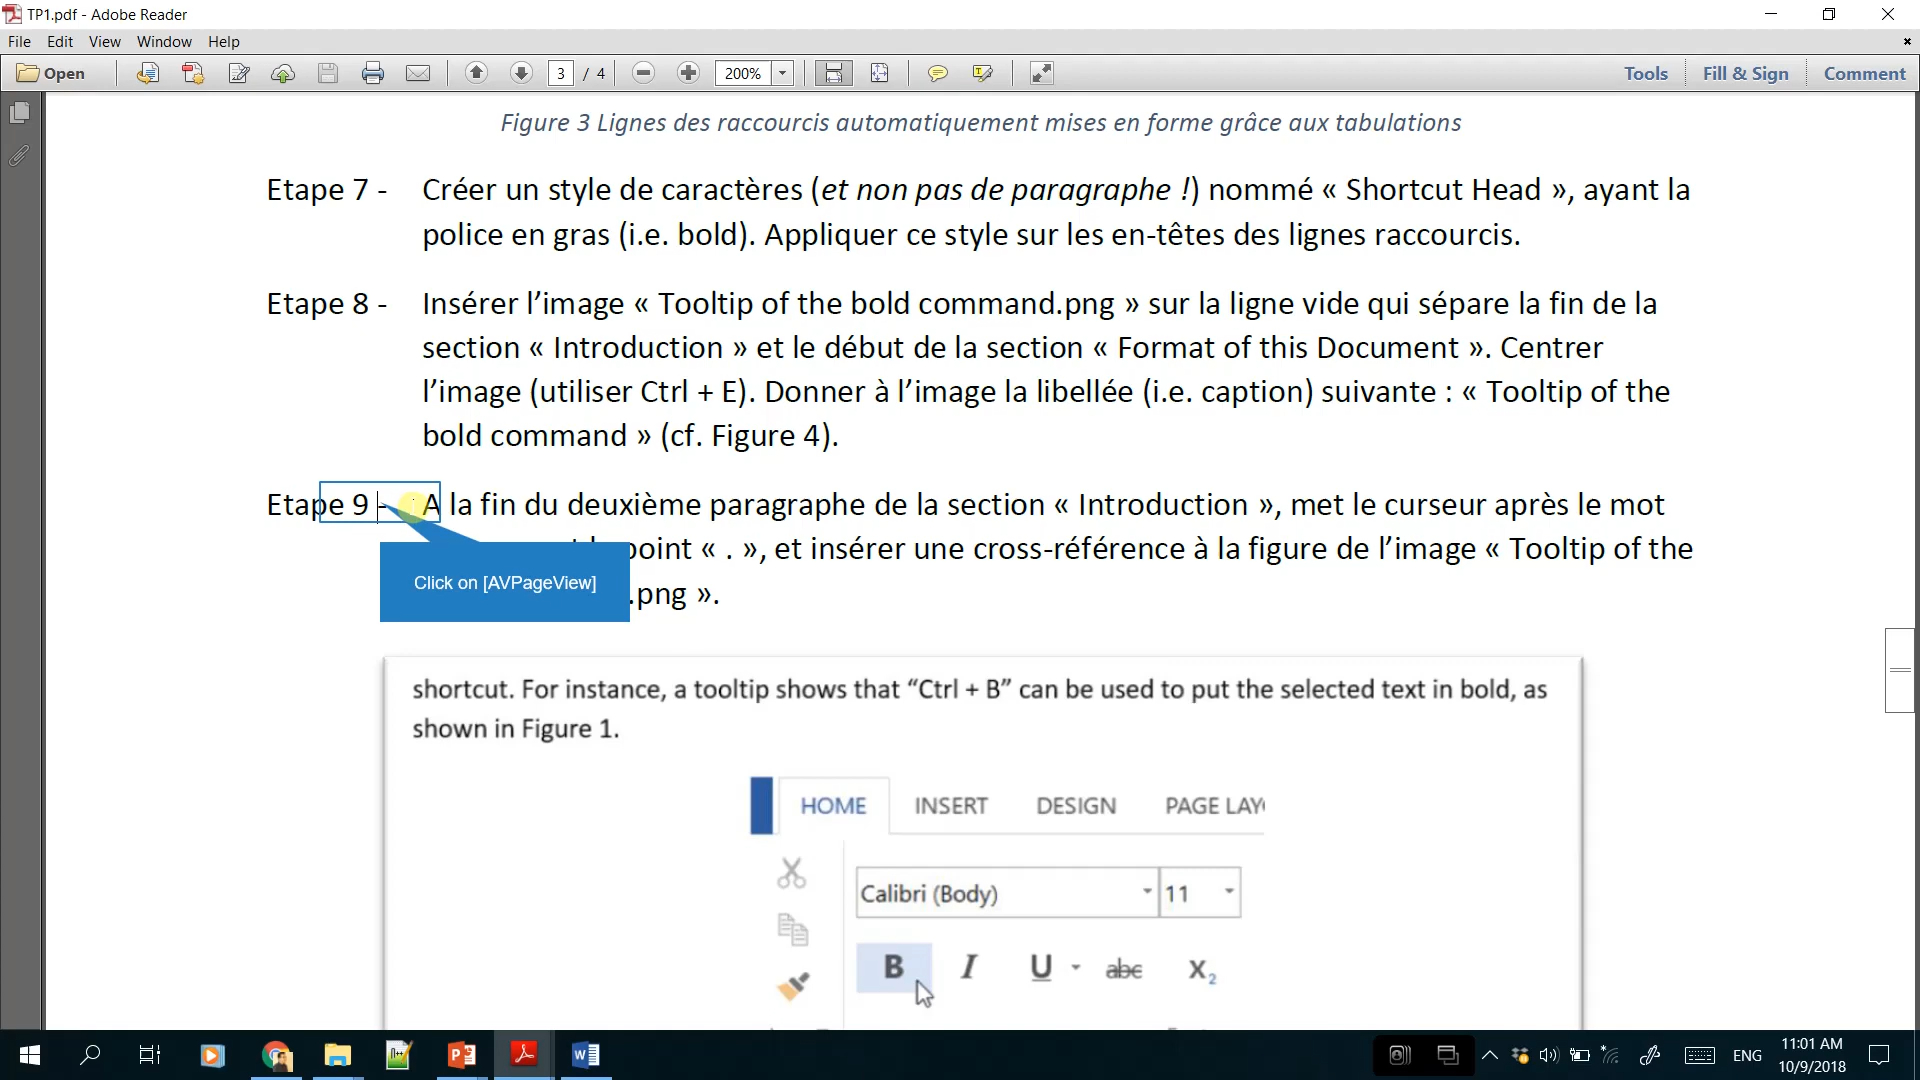 TP1.pdf - Adobe Reader
File Edit View Window Help
Open 3 / 4 200% Tools Fill & Sign Comment
Figure 3 Lignes des raccourcis automatiquement mises en forme grâce aux tabulations
Etape 7 - Créer un style de caractères (et non pas de paragraphe !) nommé « Shortcut Head », ayant la
police en gras (i.e. bold). Appliquer ce style sur les en-têtes des lignes raccourcis.
Etape 8 - Insérer l’image « Tooltip of the bold command.png » sur la ligne vide qui sépare la fin de la
section « Introduction » et le début de la section « Format of this Document ». Centrer
l’image (utiliser Ctrl + E). Donner à l’image la libellée (i.e. caption) suivante : « Tooltip of the
bold command » (cf. Figure 4).
Etape 9 - A la fin du deuxième paragraphe de la section « Introduction », met le curseur après le mot
point « . », et insérer une cross-référence à la figure de l’image « Tooltip of the
Click on [AVPageView]
.png ».
shortcut. For instance, a tooltip shows that “Ctrl + B” can be used to put the selected text in bold, as
shown in Figure 1.
HOME INSERT DESIGN PAGE LAY
Calibri (Body) 11
B I U abc X2
ENG
11:01 AM
10/9/2018